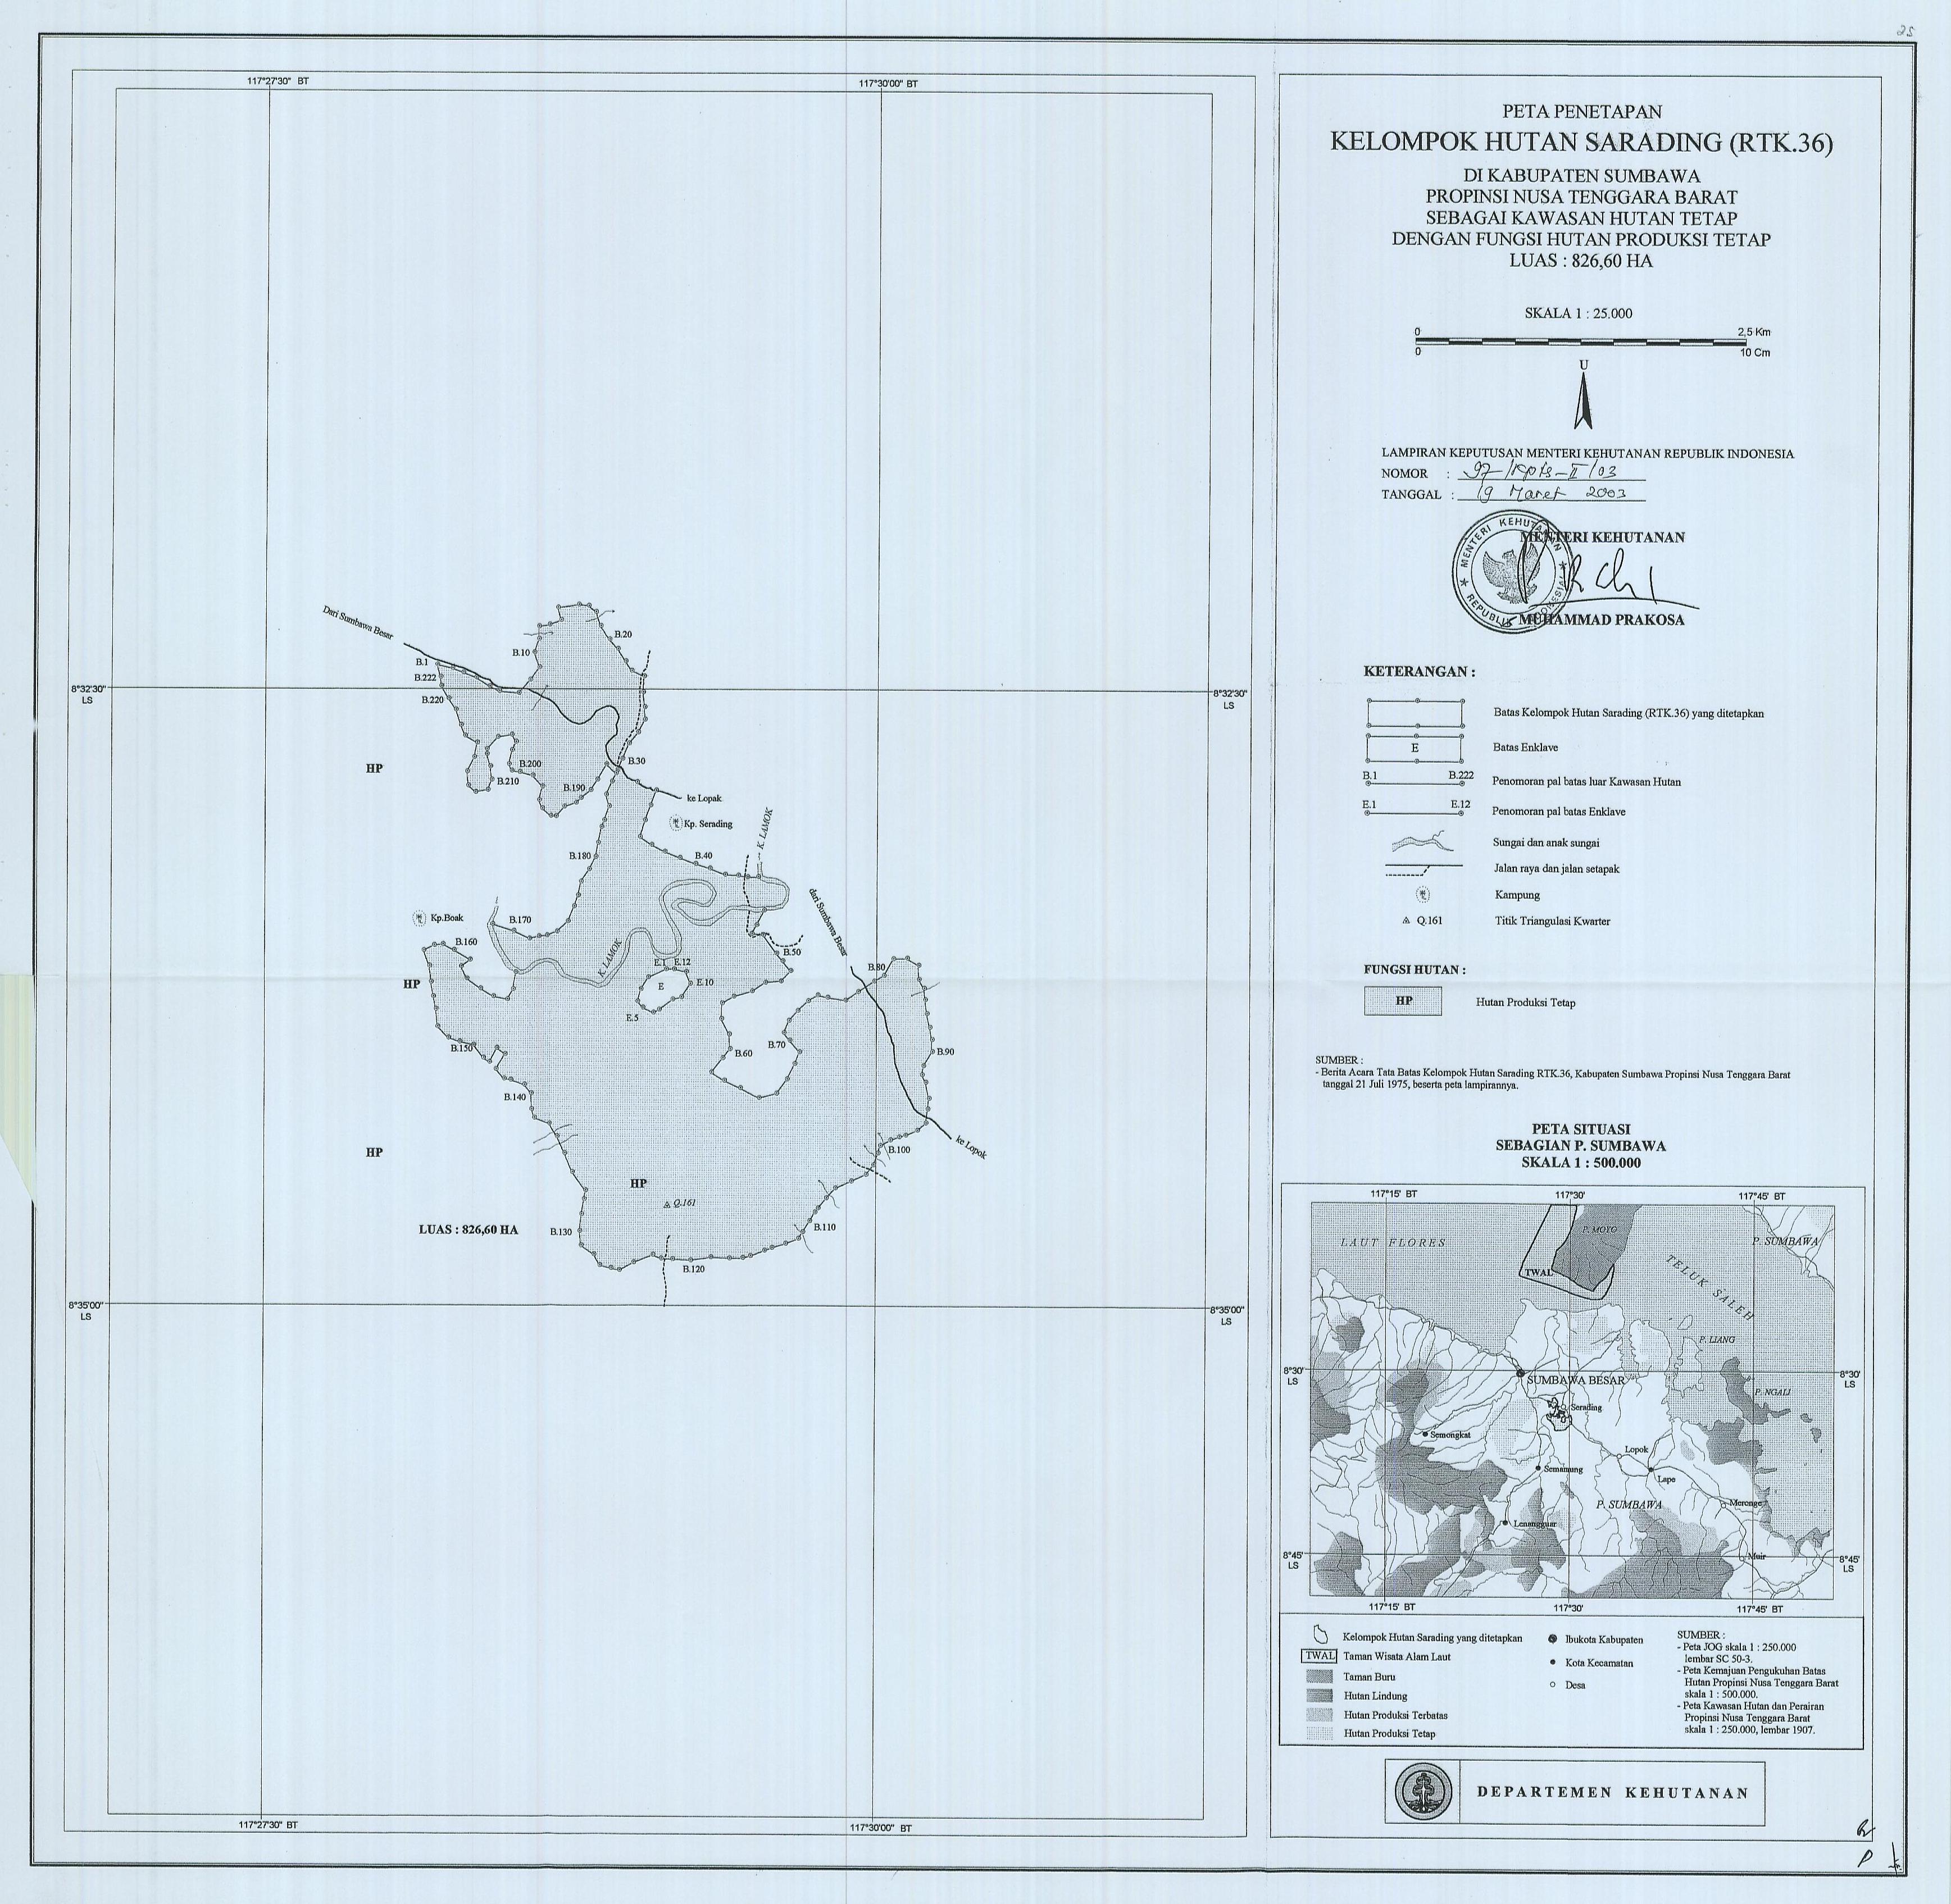 25
117°27'30" BT
117°30'00" BT
8°32'30"
LS
8°32'30"
LS
8°35'00"
LS
8°35'00"
LS
117°27'30" BT
117°30'00" BT
Dari Sumbawa Besar
B.1
B.222
B.220
B.10
B.20
B.30
B.210
B.200
B.190
ke Lopak
Kp. Serading
K. LAMOK
B.40
B.180
HP
dari Sumbawa Besar
Kp.Boak
B.170
B.160
K. LAMOK
B.50
E.1
E.12
E.10
E
E.5
B.80
HP
B.150
B.60
B.70
B.90
B.140
B.100
ke Lopok
HP
HP
Q.161
LUAS : 826,60 HA
B.130
B.110
B.120
PETA PENETAPAN
KELOMPOK HUTAN SARADING (RTK.36)
DI KABUPATEN SUMBAWA
PROPINSI NUSA TENGGARA BARAT
SEBAGAI KAWASAN HUTAN TETAP
DENGAN FUNGSI HUTAN PRODUKSI TETAP
LUAS : 826,60 HA
SKALA 1 : 25.000
0 2,5 Km
0 10 Cm
U
LAMPIRAN KEPUTUSAN MENTERI KEHUTANAN REPUBLIK INDONESIA
NOMOR : 97/Kpts-II/03
TANGGAL : 19 Maret 2003
MENTERI KEHUTANAN
MENTERI KEHUTANAN
REPUBLIK INDONESIA
MUHAMMAD PRAKOSA
KETERANGAN :
Batas Kelompok Hutan Sarading (RTK.36) yang ditetapkan
E Batas Enklave
B.1 B.222 Penomoran pal batas luar Kawasan Hutan
E.1 E.12 Penomoran pal batas Enklave
Sungai dan anak sungai
Jalan raya dan jalan setapak
Kampung
Q.161 Titik Triangulasi Kwarter
FUNGSI HUTAN :
HP Hutan Produksi Tetap
SUMBER :
- Berita Acara Tata Batas Kelompok Hutan Sarading RTK.36, Kabupaten Sumbawa Propinsi Nusa Tenggara Barat
tanggal 21 Juli 1975, beserta peta lampirannya.
PETA SITUASI
SEBAGIAN P. SUMBAWA
SKALA 1 : 500.000
117°15' BT
117°30'
117°45' BT
LAUT FLORES
P. MOYO
P. SUMBAWA
TWAL
TELUK SALEH
P. LIANG
8°30'
LS
8°30'
LS
SUMBAWA BESAR
P. NGALI
Serading
Semongkat
Lopok
Semamung
Lape
P. SUMBAWA
Meronge
Lenangguar
Muir
8°45'
LS
8°45'
LS
117°15' BT
117°30'
117°45' BT
Kelompok Hutan Sarading yang ditetapkan
TWAL Taman Wisata Alam Laut
Taman Buru
Hutan Lindung
Hutan Produksi Terbatas
Hutan Produksi Tetap
Ibukota Kabupaten
Kota Kecamatan
Desa
SUMBER :
- Peta JOG skala 1 : 250.000
lembar SC 50-3.
- Peta Kemajuan Pengukuhan Batas
Hutan Propinsi Nusa Tenggara Barat
skala 1 : 500.000.
- Peta Kawasan Hutan dan Perairan
Propinsi Nusa Tenggara Barat
skala 1 : 250.000, lembar 1907.
DEPARTEMEN KEHUTANAN